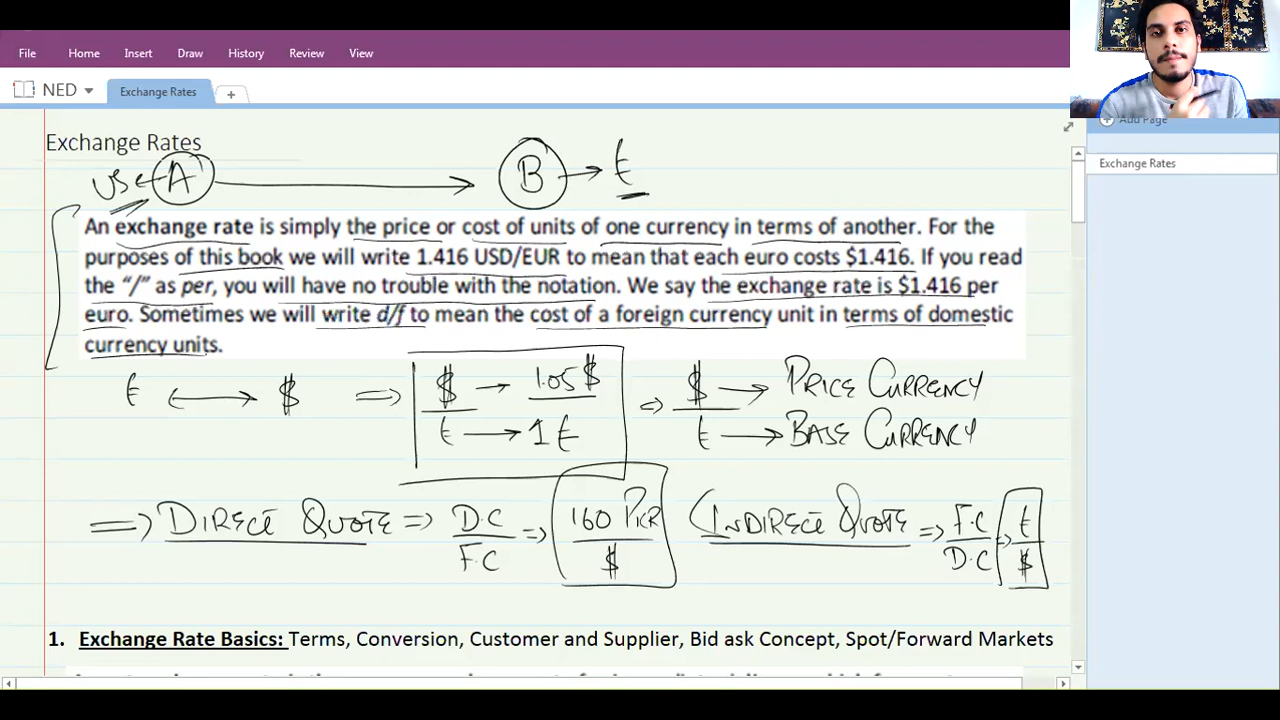 File Home Insert Draw History Review View
NED Exchange Rates +
Add Page
Exchange Rates
Exchange Rates
USE A → B → £
An exchange rate is simply the price or cost of units of one currency in terms of another. For the
purposes of this book we will write 1.416 USD/EUR to mean that each euro costs $1.416. If you read
the “/” as per, you will have no trouble with the notation. We say the exchange rate is $1.416 per
euro. Sometimes we will write d/f to mean the cost of a foreign currency unit in terms of domestic
currency units.
$ → 1.05 $ $ → PRICE CURRENCY
£ ↔ $ ⇒ ⇒
£ → 1 £ £ → BASE CURRENCY
⇒ DIRECT QUOTE ⇒ D.C / F.C ⇒ 160 PKR / $ (INDIRECT QUOTE ⇒ F.C / D.C ⇒ £ / $
1. Exchange Rate Basics: Terms, Conversion, Customer and Supplier, Bid ask Concept, Spot/Forward Markets